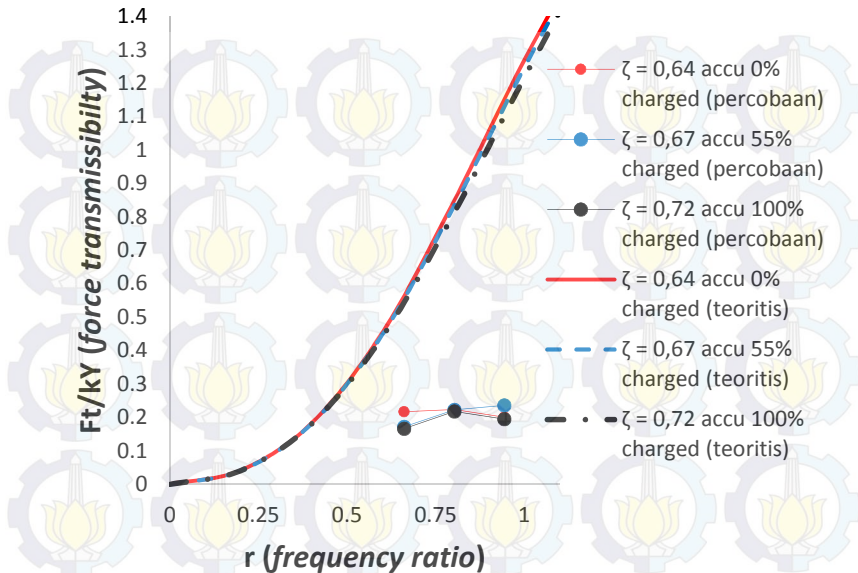 Ft/kY (force transmissibilty)
1.4
1.3
1.2
1.1
1
0.9
0.8
0.7
0.6
0.5
0.4
0.3
0.2
0.1
0
0 0.25 0.5 0.75 1
r (frequency ratio)
ζ = 0,64 accu 0%
charged (percobaan)
ζ = 0,67 accu 55%
charged (percobaan)
ζ = 0,72 accu 100%
charged (percobaan)
ζ = 0,64 accu 0%
charged (teoritis)
ζ = 0,67 accu 55%
charged (teoritis)
ζ = 0,72 accu 100%
charged (teoritis)